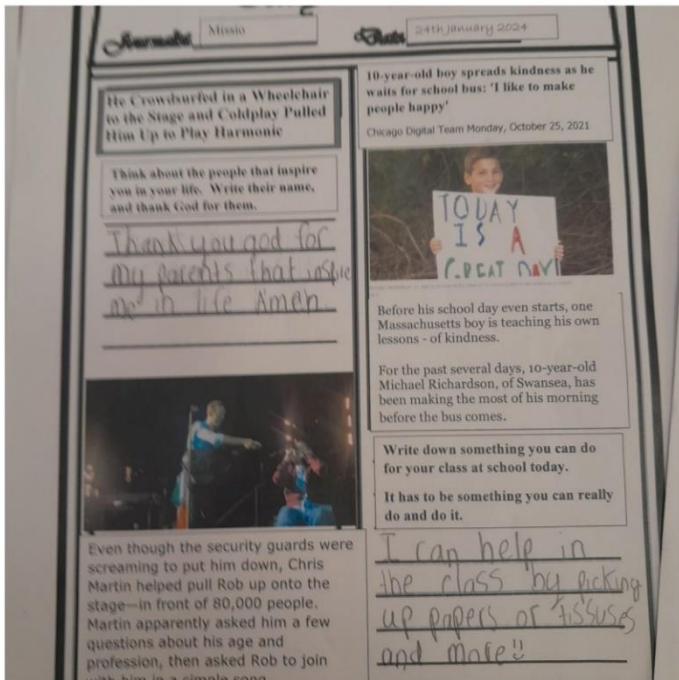 Journalist
Missio
Date
24th January 2024
He Crowdsurfed in a Wheelchair
to the Stage and Coldplay Pulled
Him Up to Play Harmonic
Think about the people that inspire
you in your life. Write their name,
and thank God for them.
Thank you god for
my parents that inspire
me in life Amen
Even though the security guards were
screaming to put him down, Chris
Martin helped pull Rob up onto the
stage—in front of 80,000 people.
Martin apparently asked him a few
questions about his age and
profession, then asked Rob to join
with him in a simple song
10-year-old boy spreads kindness as he
waits for school bus: 'I like to make
people happy'
Chicago Digital Team Monday, October 25, 2021
TODAY
IS A
GREAT DAY!
Before his school day even starts, one
Massachusetts boy is teaching his own
lessons - of kindness.
For the past several days, 10-year-old
Michael Richardson, of Swansea, has
been making the most of his morning
before the bus comes.
Write down something you can do
for your class at school today.
It has to be something you can really
do and do it.
I can help in
the class by picking
up papers or tissuses
and more!!